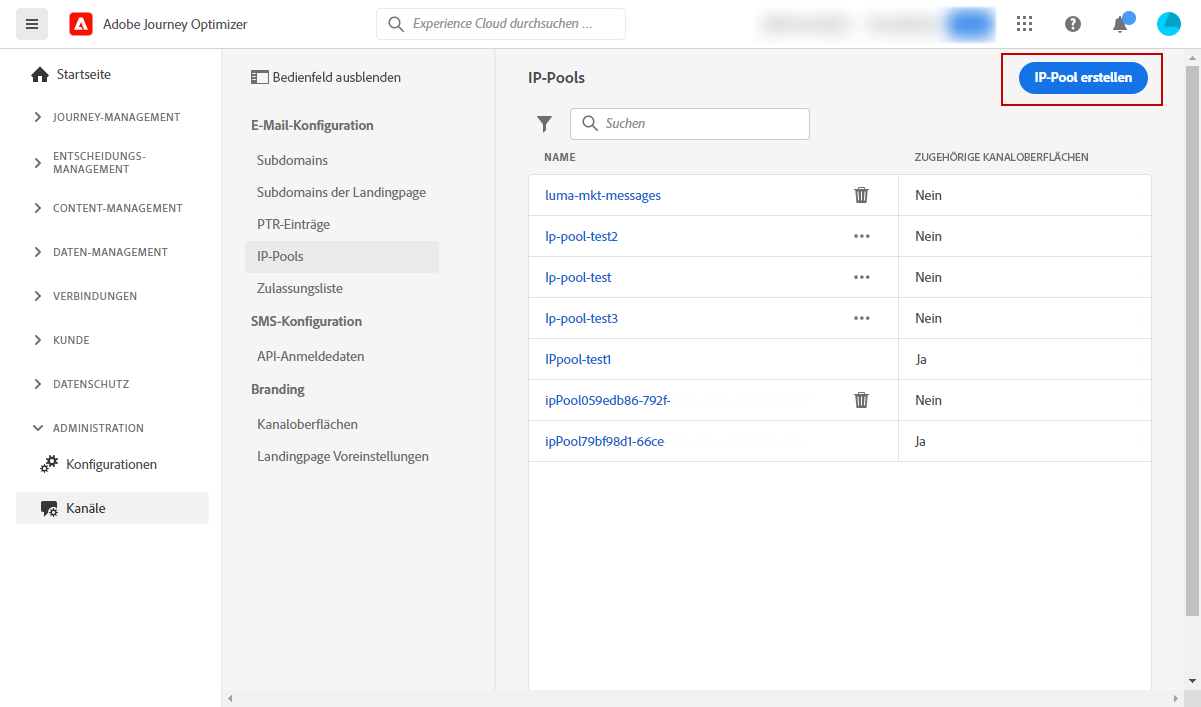 Adobe Journey Optimizer
Experience Cloud durchsuchen ...
Startseite
JOURNEY-MANAGEMENT
ENTSCHEIDUNGS-
MANAGEMENT
CONTENT-MANAGEMENT
DATEN-MANAGEMENT
VERBINDUNGEN
KUNDE
DATENSCHUTZ
ADMINISTRATION
Konfigurationen
Kanäle
Bedienfeld ausblenden
E-Mail-Konfiguration
Subdomains
Subdomains der Landingpage
PTR-Einträge
IP-Pools
Zulassungsliste
SMS-Konfiguration
API-Anmeldedaten
Branding
Kanaloberflächen
Landingpage Voreinstellungen
IP-Pools
IP-Pool erstellen
Suchen
NAME ZUGEHÖRIGE KANALOBERFLÄCHEN
luma-mkt-messages Nein
Ip-pool-test2 Nein
Ip-pool-test Nein
Ip-pool-test3 Nein
IPpool-test1 Ja
ipPool059edb86-792f- Nein
ipPool79bf98d1-66ce Ja